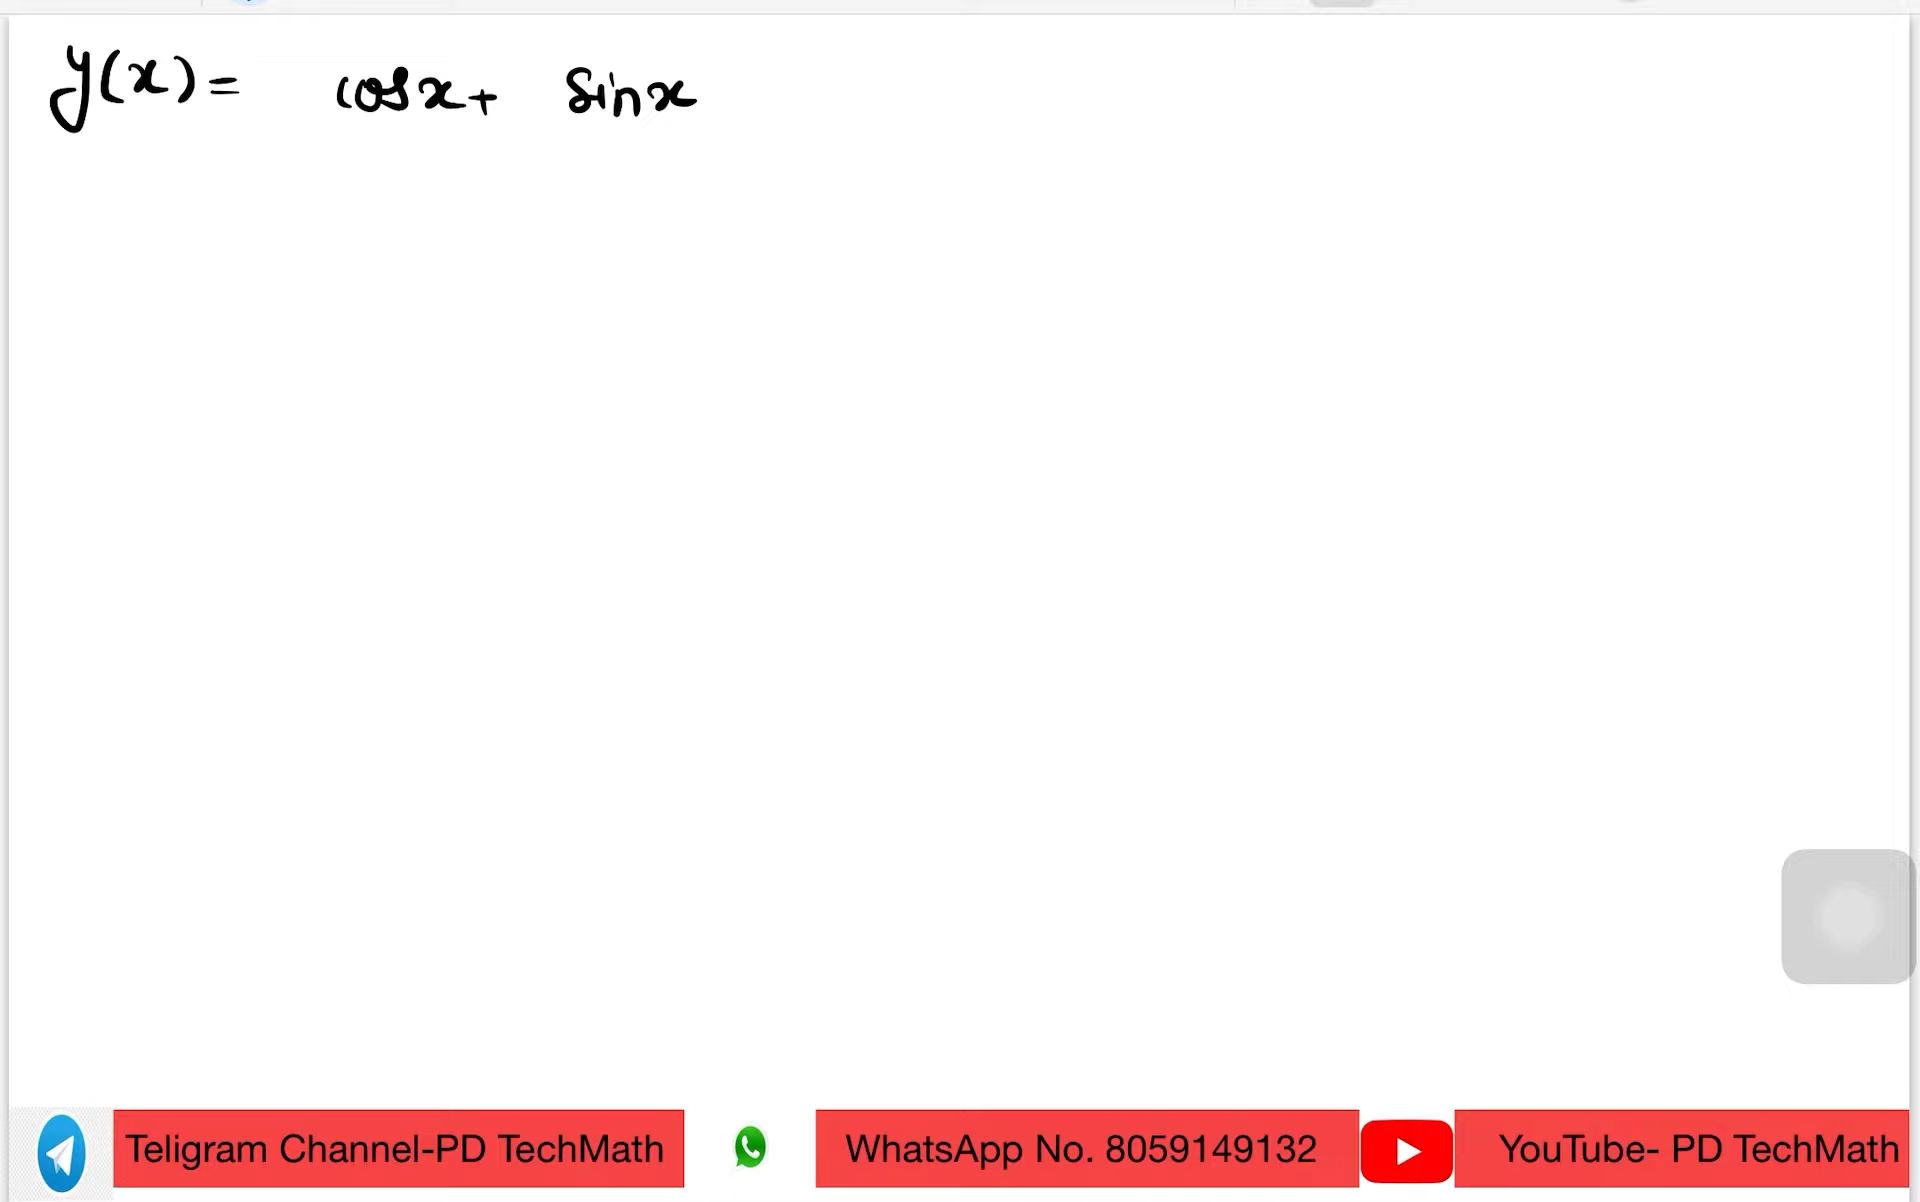 y(x) = cosx + Sinx
Teligram Channel-PD TechMath
WhatsApp No. 8059149132
YouTube- PD TechMath